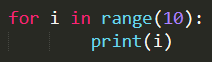 for i in range(10):
        print(i)